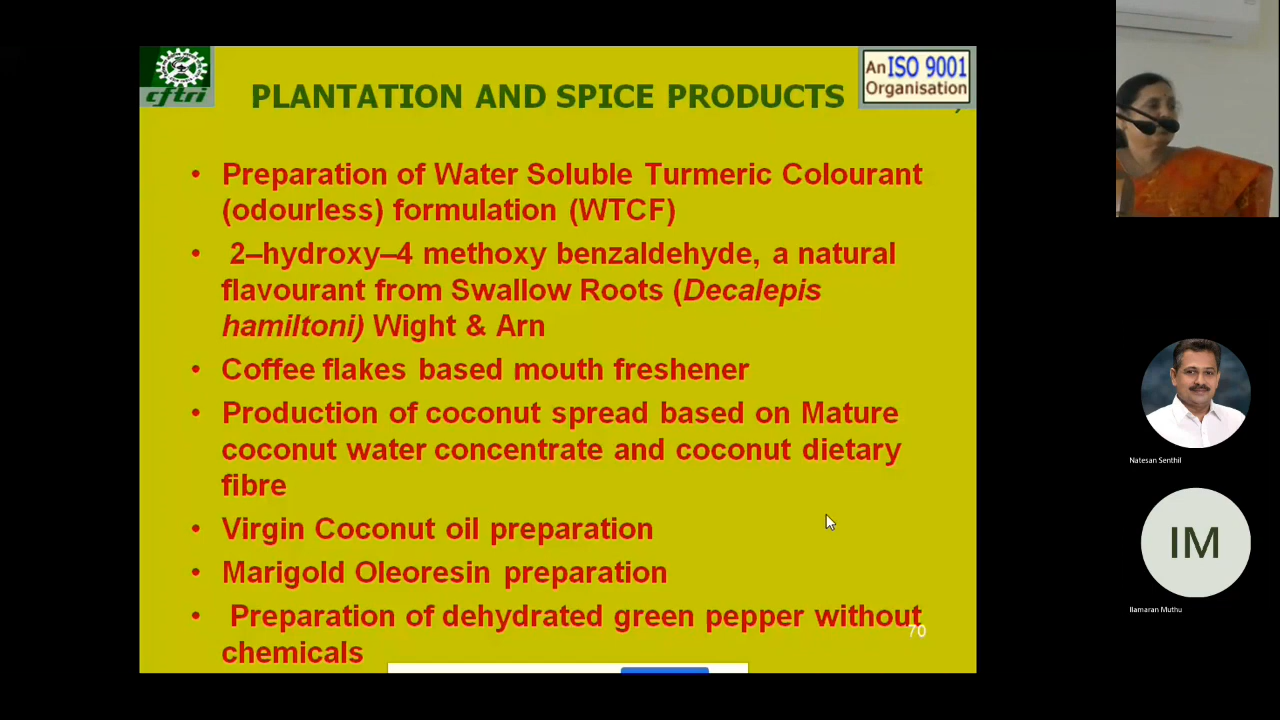 cftri
PLANTATION AND SPICE PRODUCTS
An ISO 9001
Organisation
• Preparation of Water Soluble Turmeric Colourant
(odourless) formulation (WTCF)
• 2–hydroxy–4 methoxy benzaldehyde, a natural
flavourant from Swallow Roots (Decalepis
hamiltoni) Wight & Arn
• Coffee flakes based mouth freshener
• Production of coconut spread based on Mature
coconut water concentrate and coconut dietary
fibre
• Virgin Coconut oil preparation
• Marigold Oleoresin preparation
• Preparation of dehydrated green pepper without
chemicals
70
Natesan Senthil
IM
Ilamaran Muthu